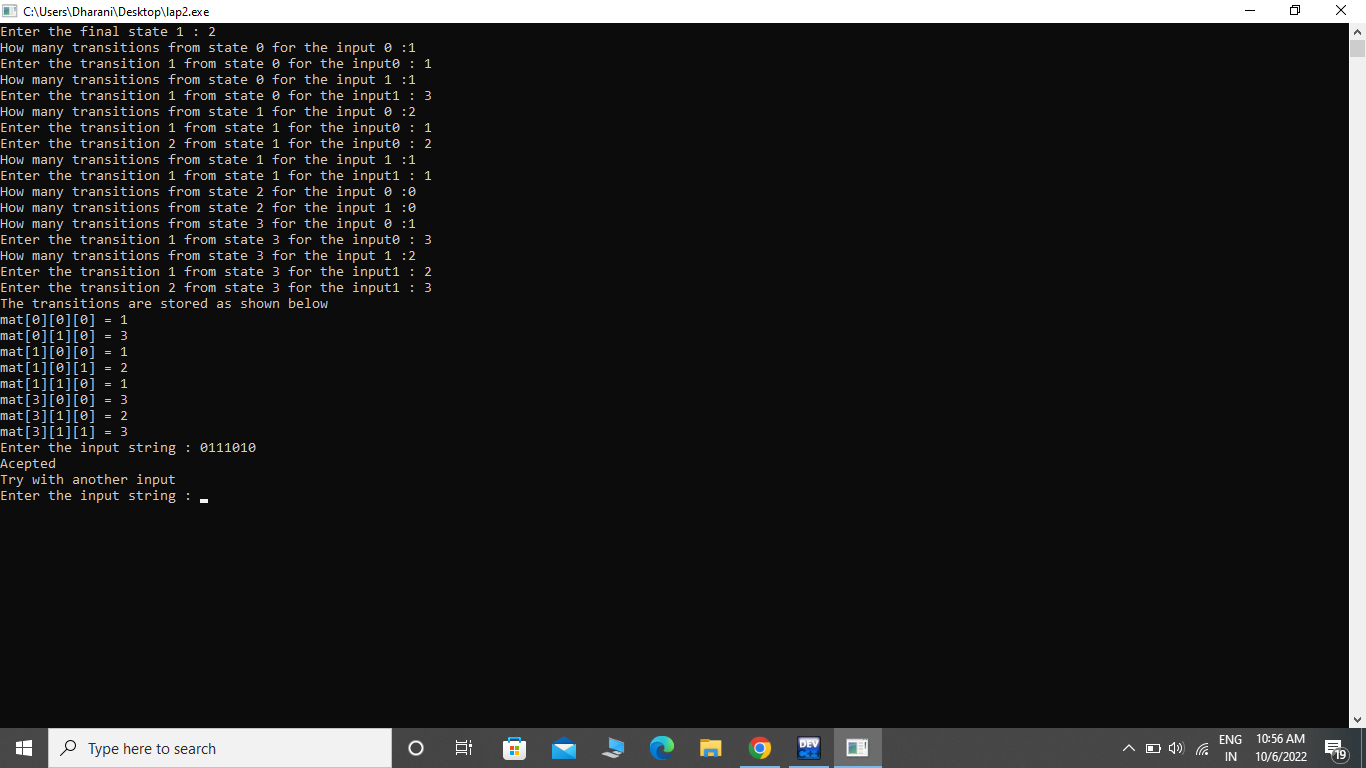 C:\Users\Dharani\Desktop\lap2.exe
Enter the final state 1 : 2
How many transitions from state 0 for the input 0 :1
Enter the transition 1 from state 0 for the input0 : 1
How many transitions from state 0 for the input 1 :1
Enter the transition 1 from state 0 for the input1 : 3
How many transitions from state 1 for the input 0 :2
Enter the transition 1 from state 1 for the input0 : 1
Enter the transition 2 from state 1 for the input0 : 2
How many transitions from state 1 for the input 1 :1
Enter the transition 1 from state 1 for the input1 : 1
How many transitions from state 2 for the input 0 :0
How many transitions from state 2 for the input 1 :0
How many transitions from state 3 for the input 0 :1
Enter the transition 1 from state 3 for the input0 : 3
How many transitions from state 3 for the input 1 :2
Enter the transition 1 from state 3 for the input1 : 2
Enter the transition 2 from state 3 for the input1 : 3
The transitions are stored as shown below
mat[0][0][0] = 1
mat[0][1][0] = 3
mat[1][0][0] = 1
mat[1][0][1] = 2
mat[1][1][0] = 1
mat[3][0][0] = 3
mat[3][1][0] = 2
mat[3][1][1] = 3
Enter the input string : 0111010
Acepted
Try with another input
Enter the input string :
Type here to search
DEV
ENG
IN
10:56 AM
10/6/2022
19